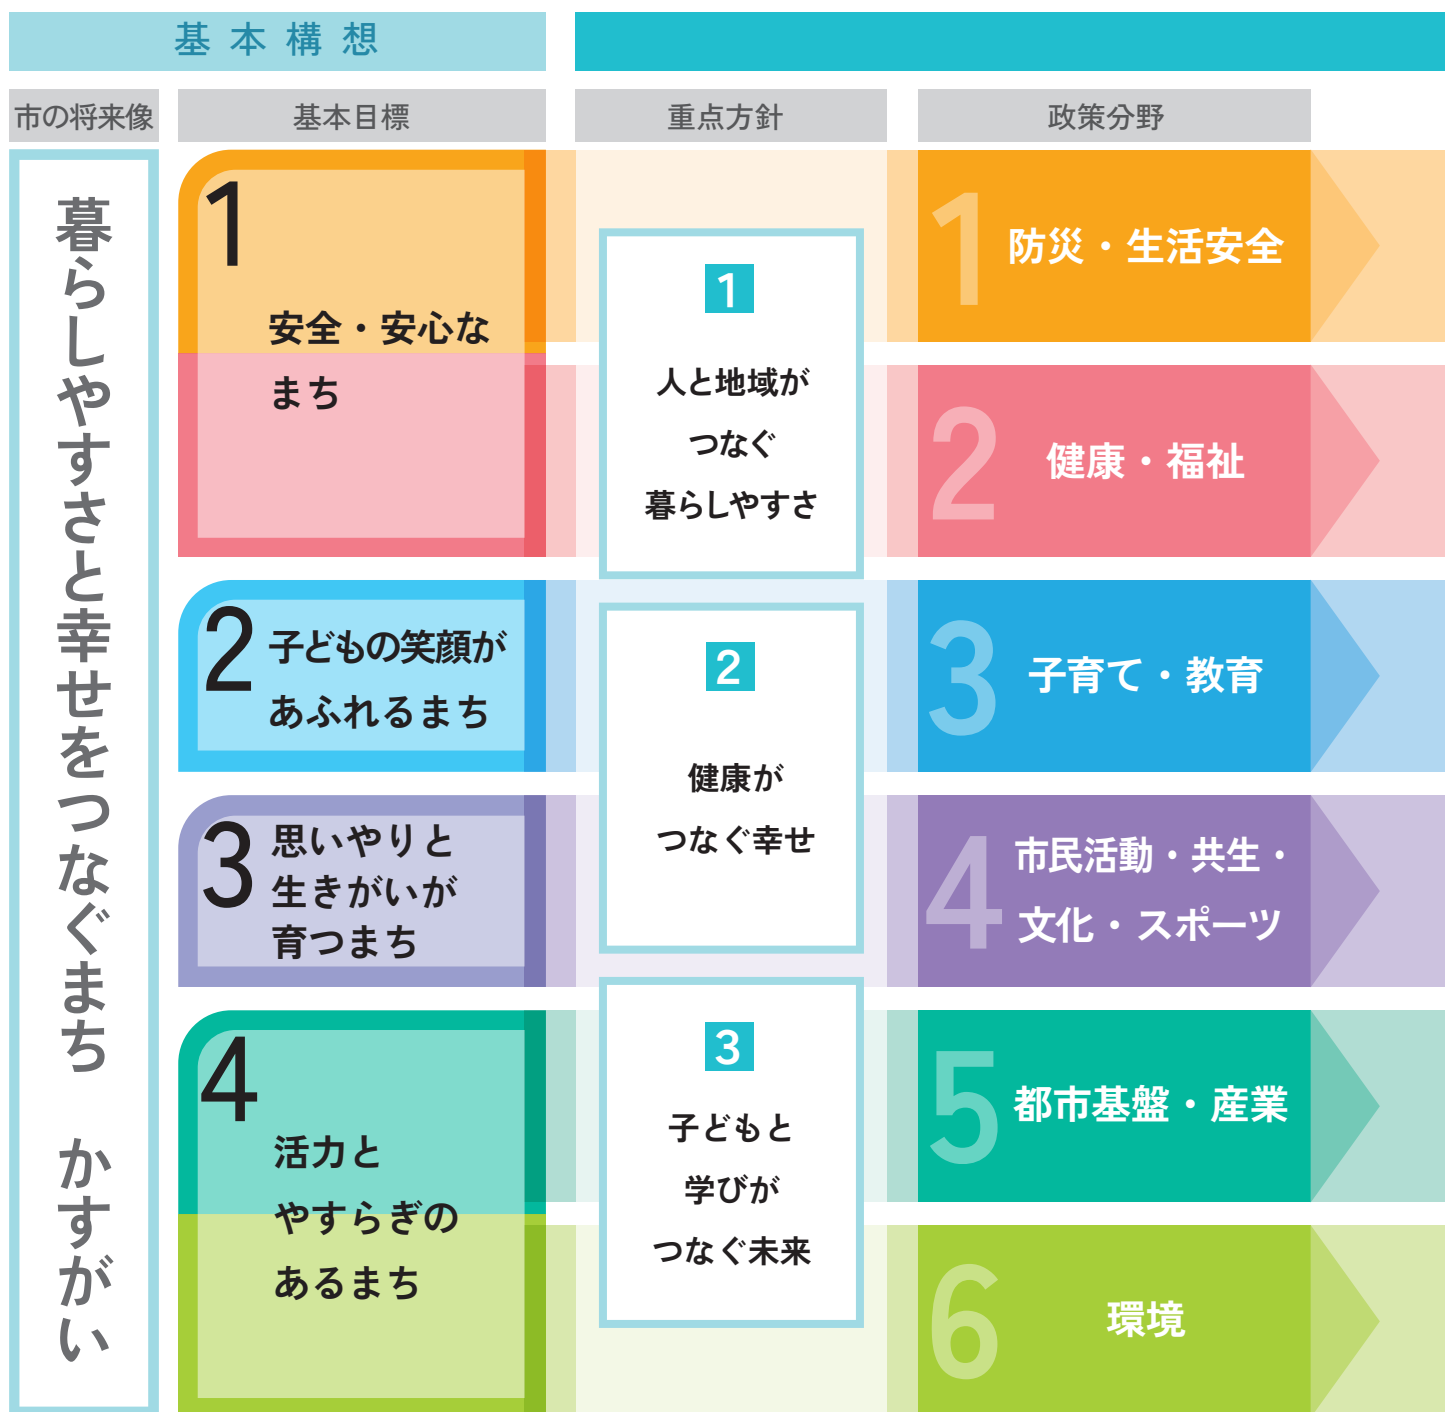 基本構想
市の将来像
基本目標
重点方針
政策分野
暮らしやすさと幸せをつなぐまち　かすがい
1
安全・安心な
まち
2
子どもの笑顔が
あふれるまち
3
思いやりと
生きがいが
育つまち
4
活力と
やすらぎの
あるまち
1
人と地域が
つなぐ
暮らしやすさ
2
健康が
つなぐ幸せ
3
子どもと
学びが
つなぐ未来
1
防災・生活安全
2
健康・福祉
3
子育て・教育
4
市民活動・共生・
文化・スポーツ
5
都市基盤・産業
6
環境